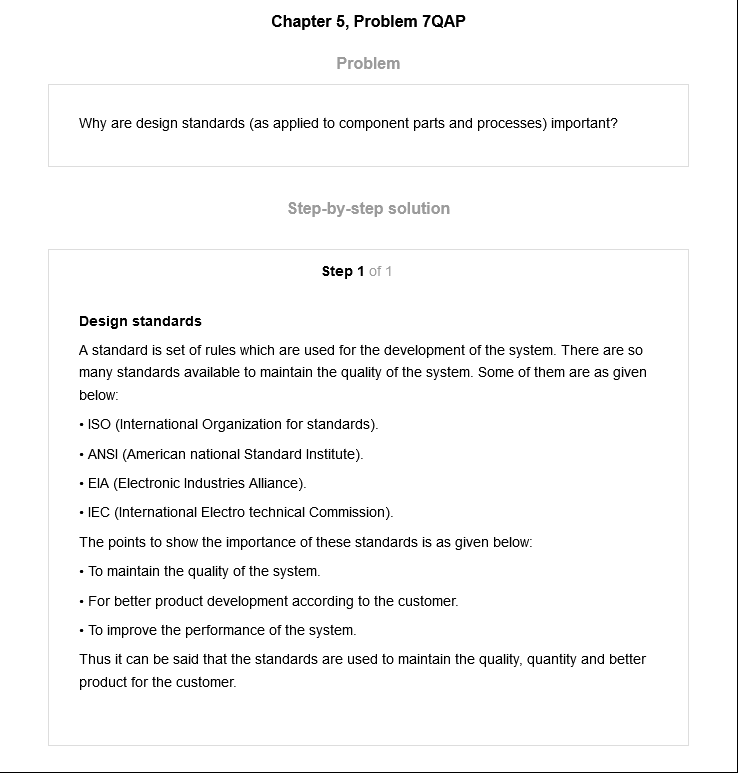 Chapter 5, Problem 7QAP
Problem
Why are design standards (as applied to component parts and processes) important?
Step-by-step solution
Step 1 of 1
Design standards
A standard is set of rules which are used for the development of the system. There are so
many standards available to maintain the quality of the system. Some of them are as given
below:
• ISO (International Organization for standards).
• ANSI (American national Standard Institute).
• EIA (Electronic Industries Alliance).
• IEC (International Electro technical Commission).
The points to show the importance of these standards is as given below:
• To maintain the quality of the system.
• For better product development according to the customer.
• To improve the performance of the system.
Thus it can be said that the standards are used to maintain the quality, quantity and better
product for the customer.